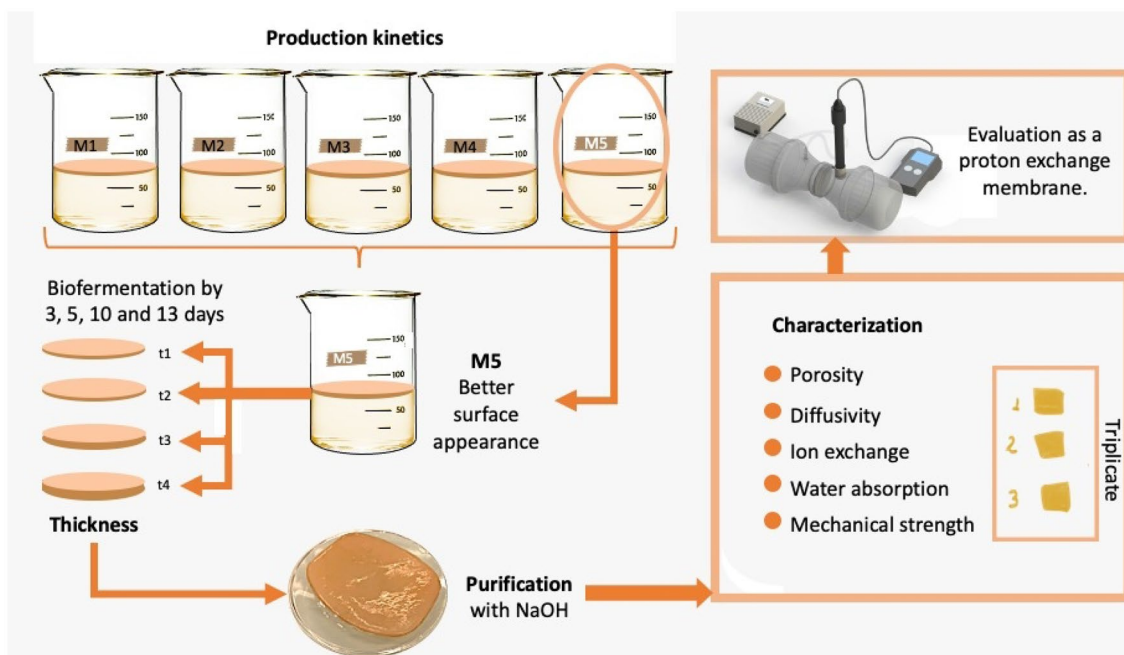 Production kinetics
150
100
50
M1
150
100
50
M2
150
100
50
M3
150
100
50
M4
150
100
50
M5
Evaluation as a
proton exchange
membrane.
Biofermentation by
3, 5, 10 and 13 days
t1
t2
t3
t4
Thickness
150
100
50
M5
M5
Better
surface
appearance
Purification
with NaOH
Characterization
Porosity
Diffusivity
Ion exchange
Water absorption
Mechanical strength
1
2
3
Triplicate